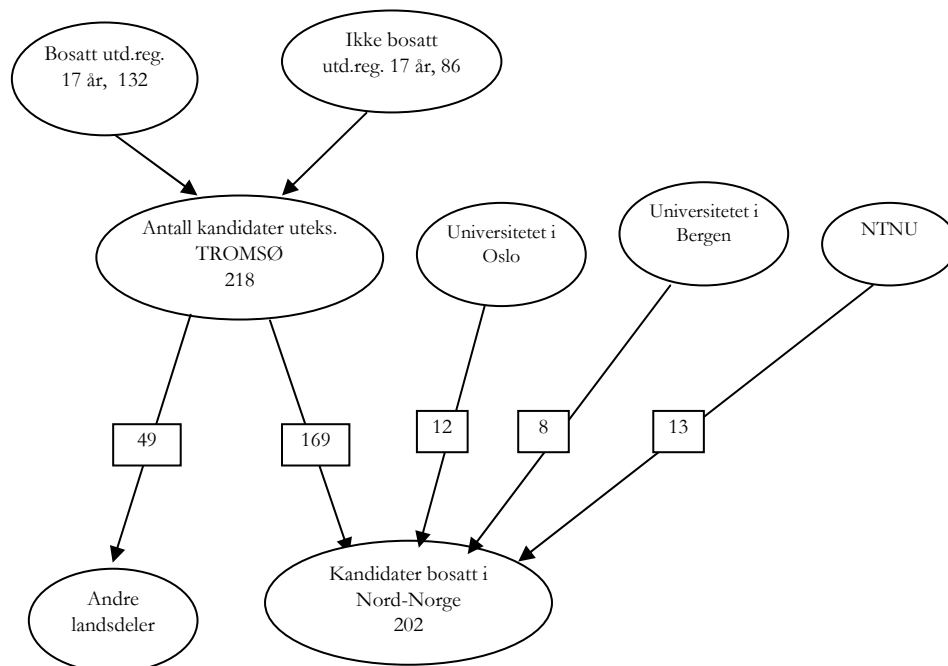 Bosatt utd.reg.
17 år, 132
Ikke bosatt
utd.reg. 17 år, 86
Antall kandidater uteks.
TROMSØ
218
Universitetet i
Oslo
Universitetet i
Bergen
NTNU
49
169
12
8
13
Andre
landsdeler
Kandidater bosatt i
Nord-Norge
202